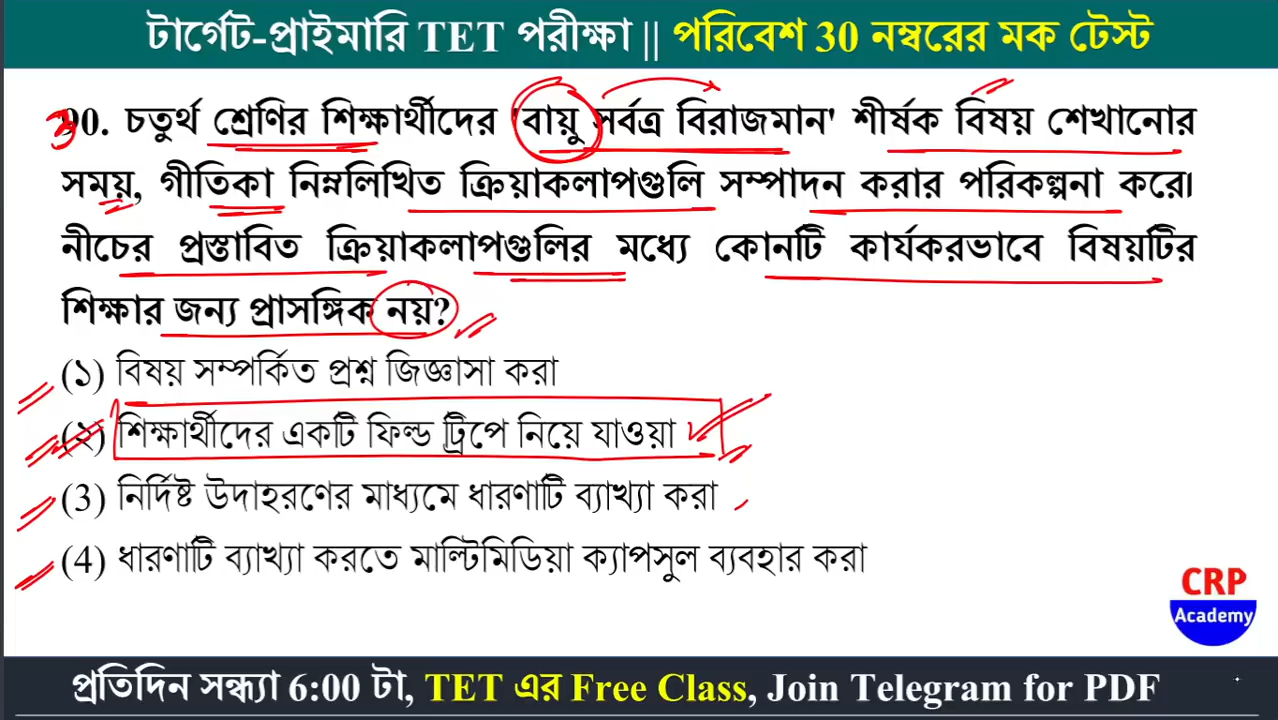 টার্গেট-প্রাইমারি TET পরীক্ষা || পরিবেশ 30 নম্বরের মক টেস্ট
90. চতুর্থ শ্রেণির শিক্ষার্থীদের 'বায়ু সর্বত্র বিরাজমান' শীর্ষক বিষয় শেখানোর
সময়, গীতিকা নিম্নলিখিত ক্রিয়াকলাপগুলি সম্পাদন করার পরিকল্পনা করে।
নীচের প্রস্তাবিত ক্রিয়াকলাপগুলির মধ্যে কোনটি কার্যকরভাবে বিষয়টির
শিক্ষার জন্য প্রাসঙ্গিক নয়?
(১) বিষয় সম্পর্কিত প্রশ্ন জিজ্ঞাসা করা
(২) শিক্ষার্থীদের একটি ফিল্ড ট্রিপে নিয়ে যাওয়া
(3) নির্দিষ্ট উদাহরণের মাধ্যমে ধারণাটি ব্যাখ্যা করা
(4) ধারণাটি ব্যাখ্যা করতে মাল্টিমিডিয়া ক্যাপসুল ব্যবহার করা
CRP
Academy
প্রতিদিন সন্ধ্যা 6:00 টা, TET এর Free Class, Join Telegram for PDF